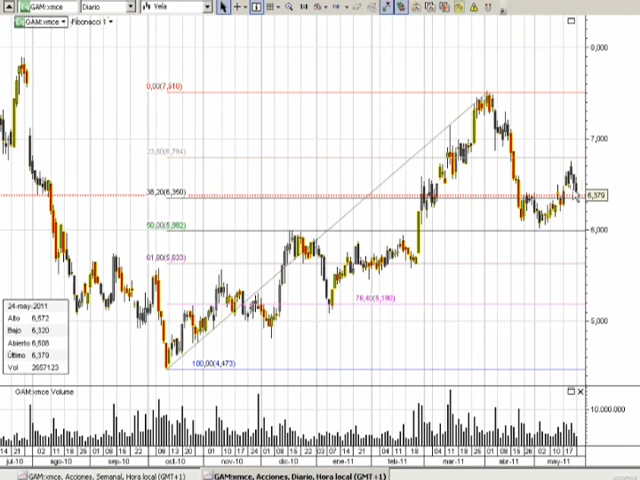 GAM:xmce Diario Vela
GAM:xmce Fibonacci 1
8,000
7,000
6,379
6,000
5,000
0,00(7,510)
23,60(6,794)
38,20(6,350)
50,00(5,992)
61,80(5,633)
76,40(5,190)
100,00(4,473)
24-may-2011
Alto 6,572
Bajo 6,320
Abierto 6,506
Último 6,379
Vol 2857123
GAM:xmce Volume
10.000.000
jul-10 ago-10 sep-10 oct-10 nov-10 dic-10 ene-11 feb-11 mar-11 abr-11 may-11
GAM:xmce, Acciones, Semanal, Hora local (GMT+1) GAM:xmce, Acciones, Diario, Hora local (GMT+1)